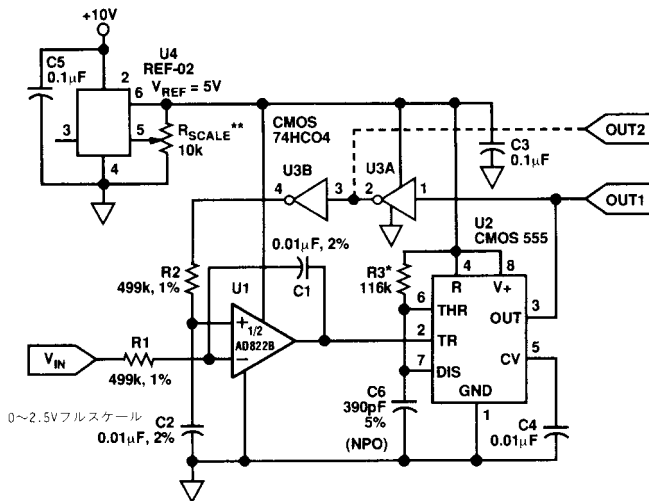 +10V
C5
0.1μF
2
U4
REF-02
6
V_REF = 5V
3
5
R_SCALE**
10k
4
CMOS
74HCO4
U3B
4
3
U3A
2
1
C3
0.1μF
OUT2
OUT1
U2
CMOS 555
R3*
116k
4
8
R
V+
6
THR
OUT
3
2
TR
7
DIS
CV
5
GND
1
0.01μF, 2%
C1
R2
499k, 1%
U1
+
1/2
AD822B
−
V_IN
R1
499k, 1%
0～2.5Vフルスケール
C2
0.01μF, 2%
C6
390pF
5%
(NPO)
C4
0.01μF